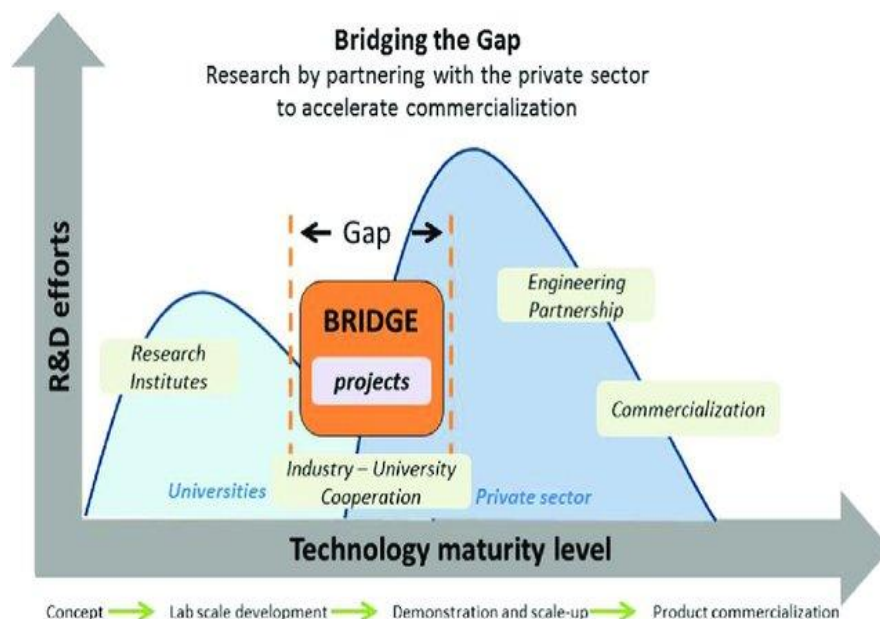 Bridging the Gap
Research by partnering with the private sector
to accelerate commercialization
R&D efforts
Gap
BRIDGE
projects
Research
Institutes
Engineering
Partnership
Commercialization
Industry – University
Cooperation
Universities
Private sector
Technology maturity level
Concept
Lab scale development
Demonstration and scale-up
Product commercialization